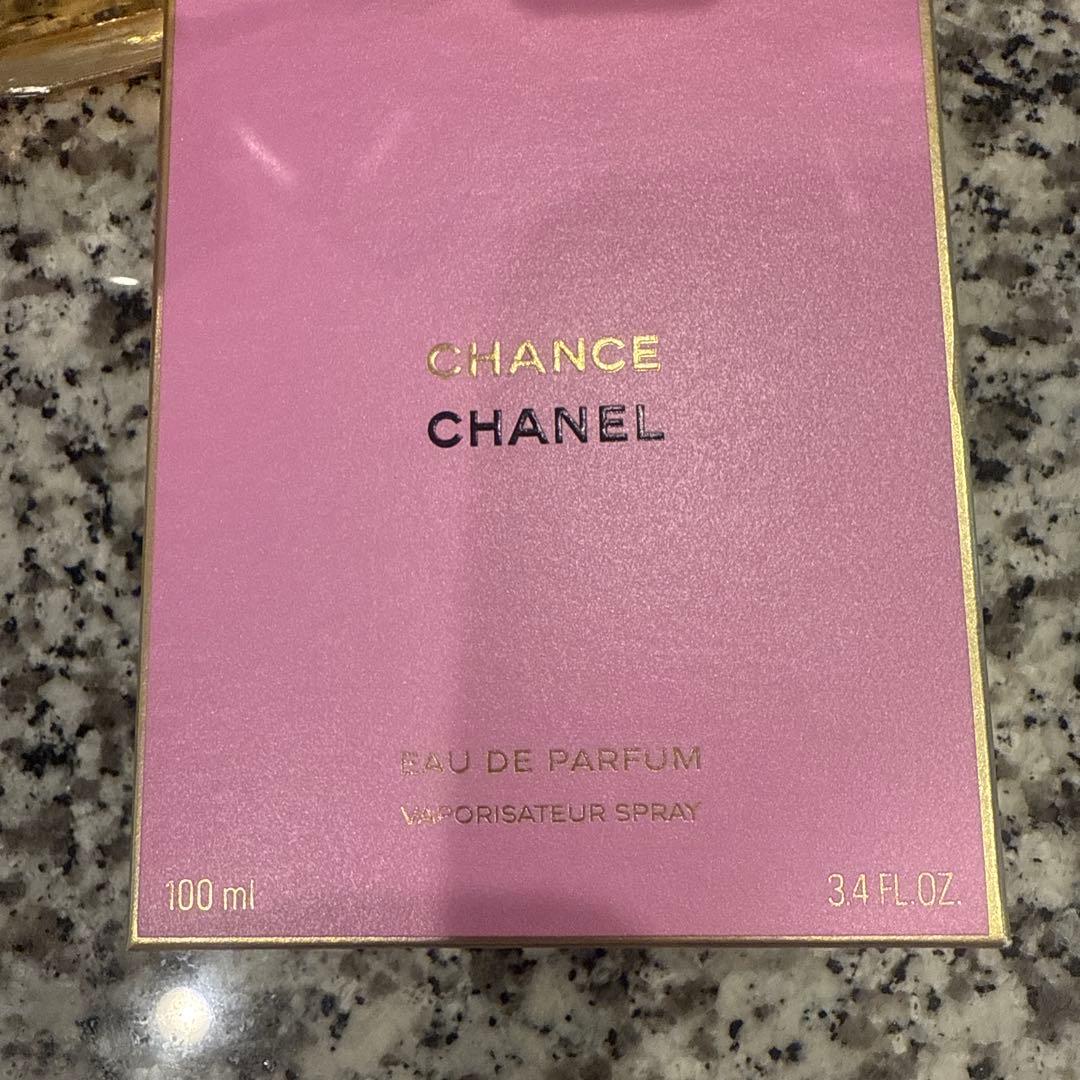 CHANCE
CHANEL
EAU DE PARFUM
VAPORISATEUR SPRAY
100 ml 3.4 FL.OZ.